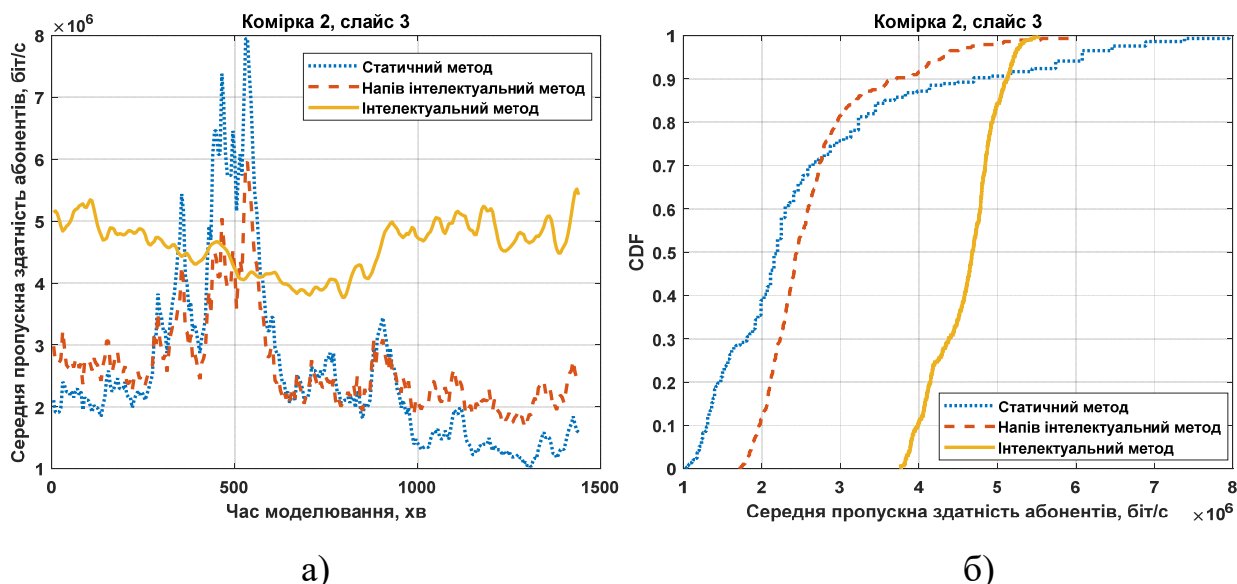 Комірка 2, слайс 3
×10⁶
8
7
6
5
4
3
2
1
Середня пропускна здатність абонентів, біт/с
Статичний метод
Напів інтелектуальний метод
Інтелектуальний метод
0
500
1000
1500
Час моделювання, хв
а)
Комірка 2, слайс 3
1
0.9
0.8
0.7
0.6
0.5
0.4
0.3
0.2
0.1
0
CDF
Статичний метод
Напів інтелектуальний метод
Інтелектуальний метод
1
2
3
4
5
6
7
8
Середня пропускна здатність абонентів, біт/с
×10⁶
б)